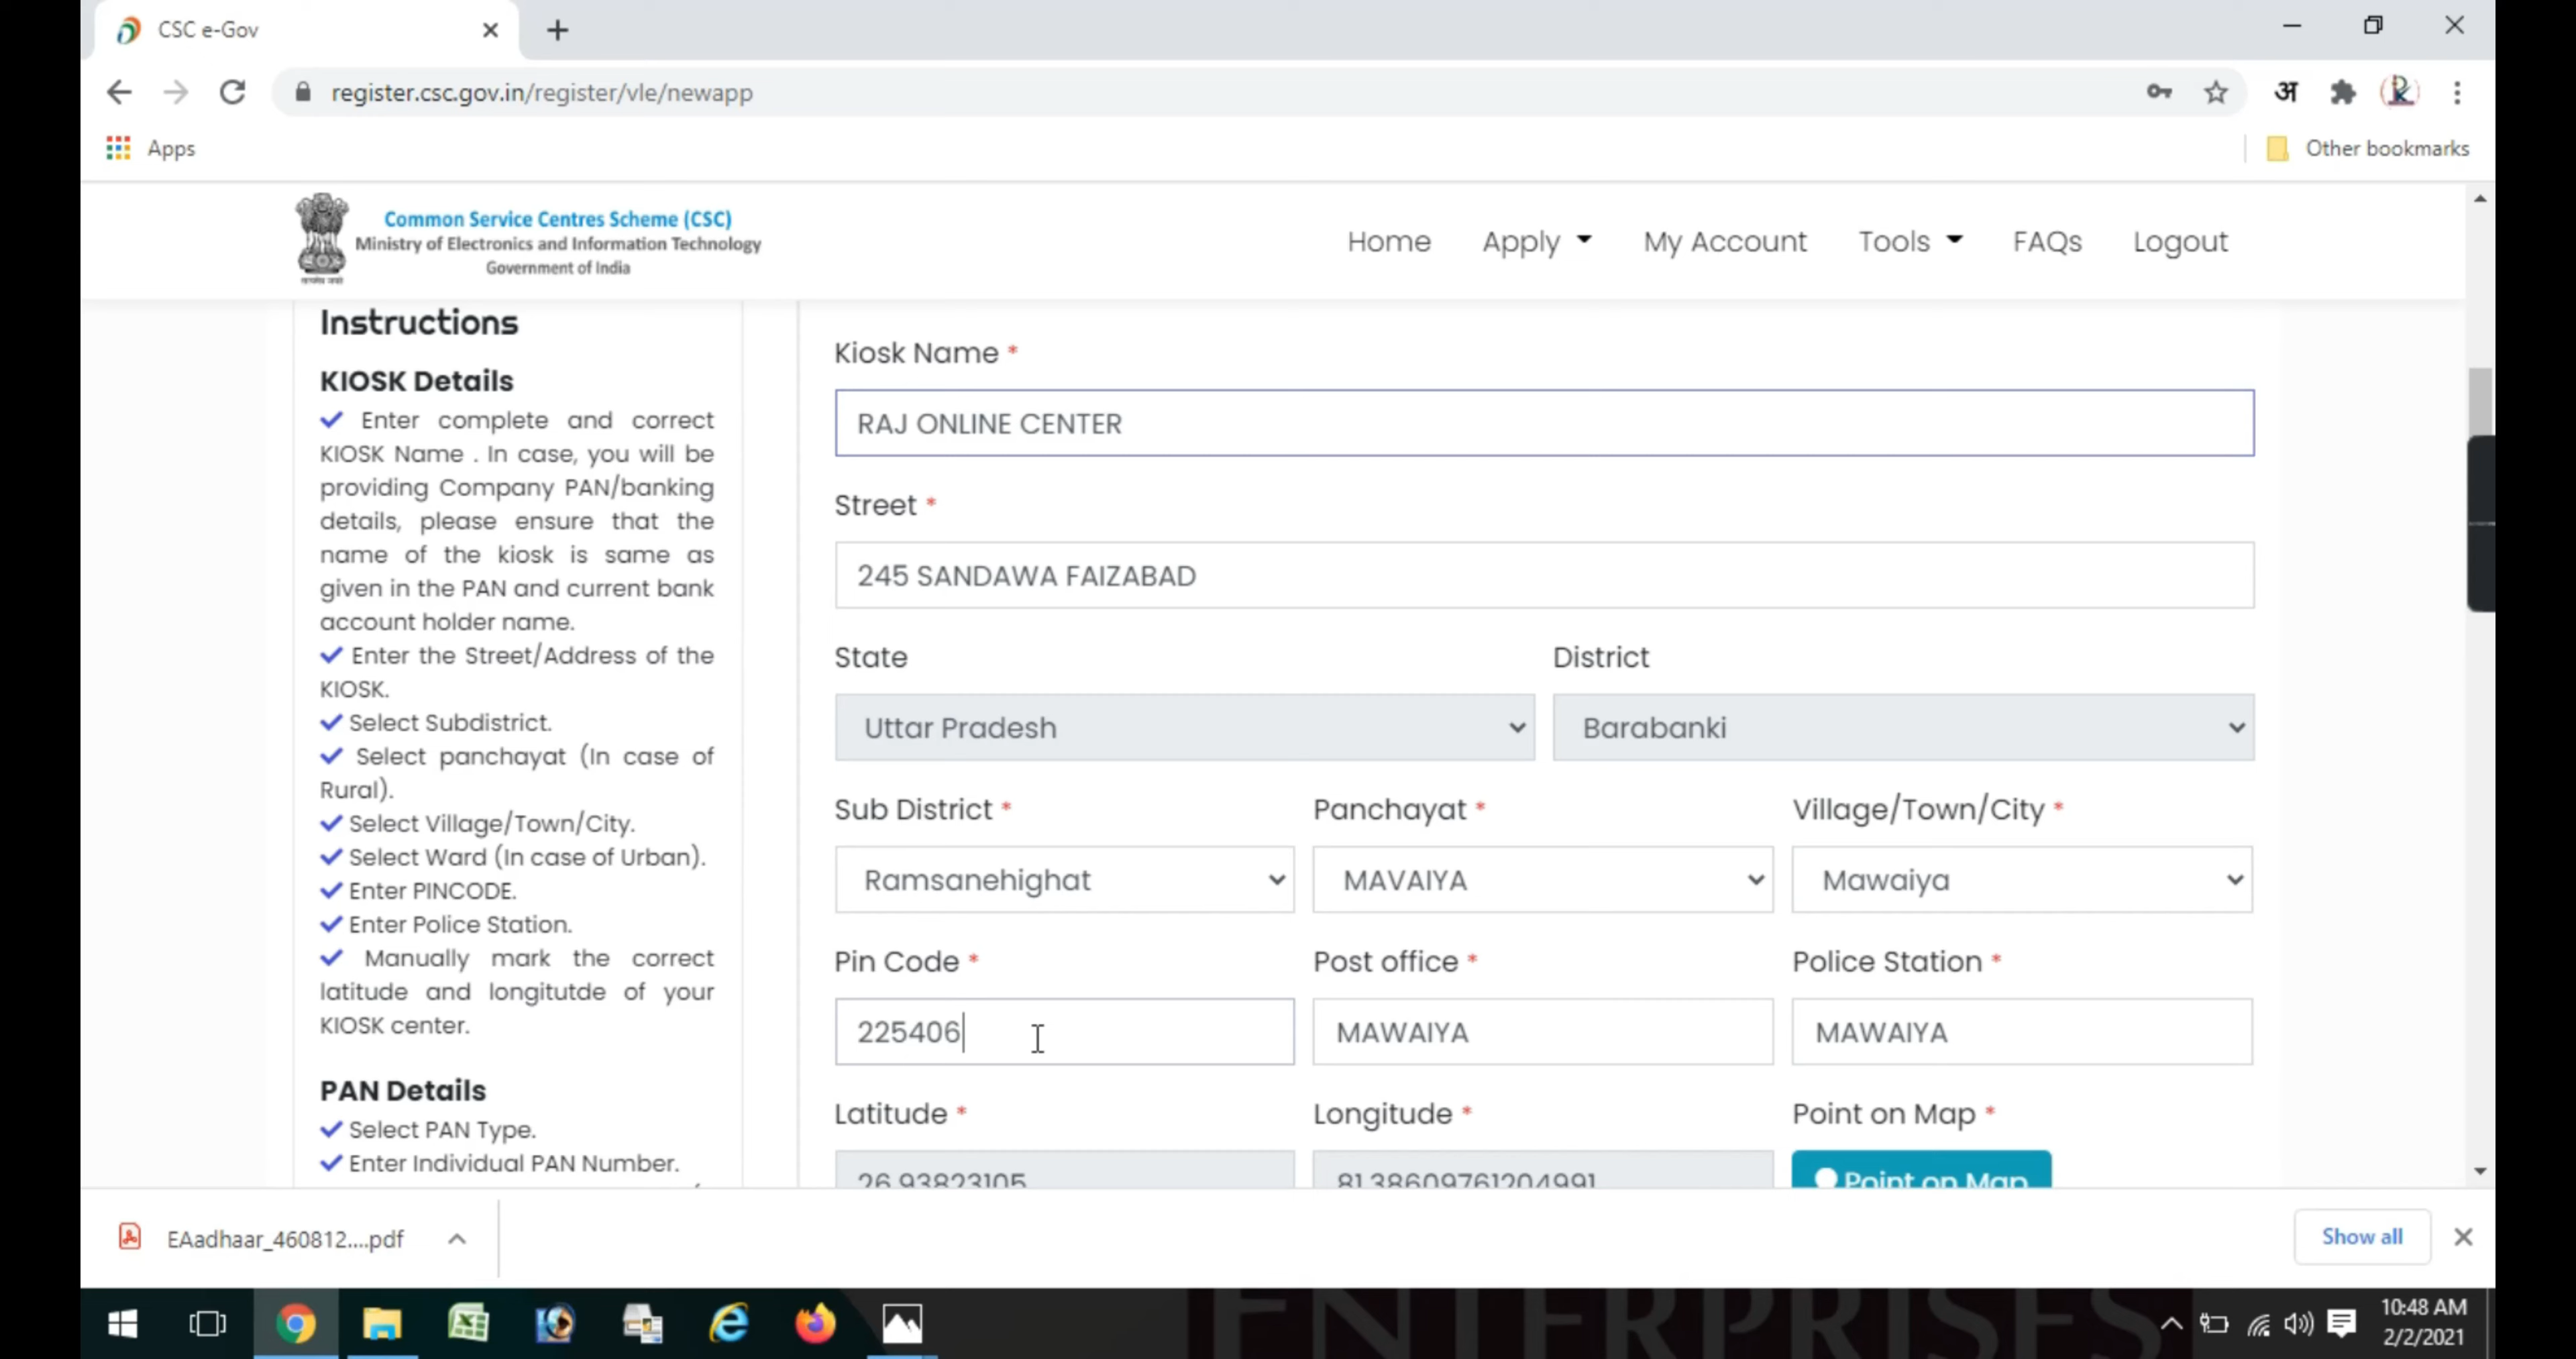 CSC e-Gov
register.csc.gov.in/register/vle/newapp
अ
Apps
Other bookmarks
Common Service Centres Scheme (CSC)
Ministry of Electronics and Information Technology
Government of India
Home Apply My Account Tools FAQs Logout
Instructions
KIOSK Details
Enter complete and correct
KIOSK Name . In case, you will be
providing Company PAN/banking
details, please ensure that the
name of the kiosk is same as
given in the PAN and current bank
account holder name.
Enter the Street/Address of the
KIOSK.
Select Subdistrict.
Select panchayat (In case of
Rural).
Select Village/Town/City.
Select Ward (In case of Urban).
Enter PINCODE.
Enter Police Station.
Manually mark the correct
latitude and longitutde of your
KIOSK center.
PAN Details
Select PAN Type.
Enter Individual PAN Number.
Kiosk Name *
RAJ ONLINE CENTER
Street *
245 SANDAWA FAIZABAD
State District
Uttar Pradesh Barabanki
Sub District * Panchayat * Village/Town/City *
Ramsanehighat MAVAIYA Mawaiya
Pin Code * Post office * Police Station *
225406 MAWAIYA MAWAIYA
Latitude * Longitude * Point on Map *
26.93823105 81.38609761204991 Point on Map
EAadhaar_460812....pdf
Show all
ENTERPRISES
10:48 AM
2/2/2021